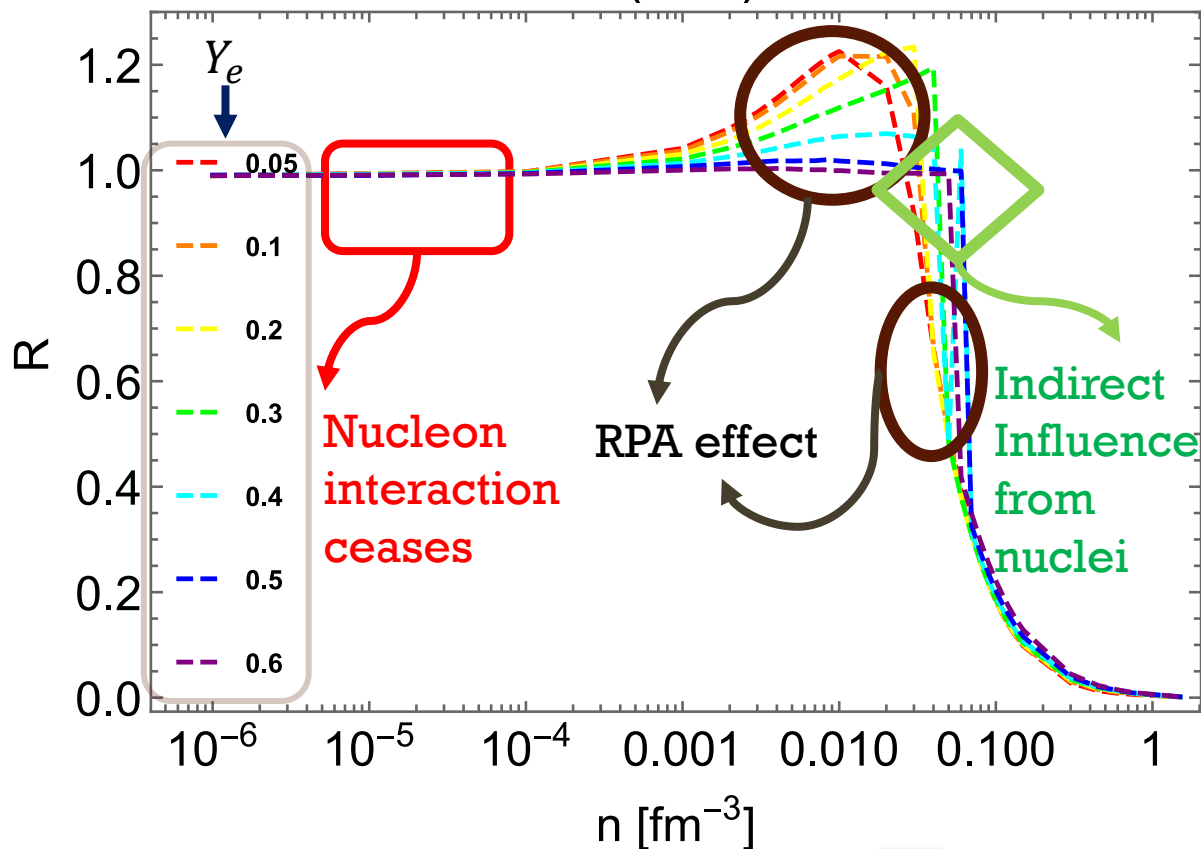 Y_e
0.05
0.1
0.2
0.3
0.4
0.5
0.6
R
1.2
1.0
0.8
0.6
0.4
0.2
0.0
Nucleon
interaction
ceases
RPA effect
Indirect
Influence
from
nuclei
10⁻⁶ 10⁻⁵ 10⁻⁴ 0.001 0.010 0.100 1
n [fm⁻³]